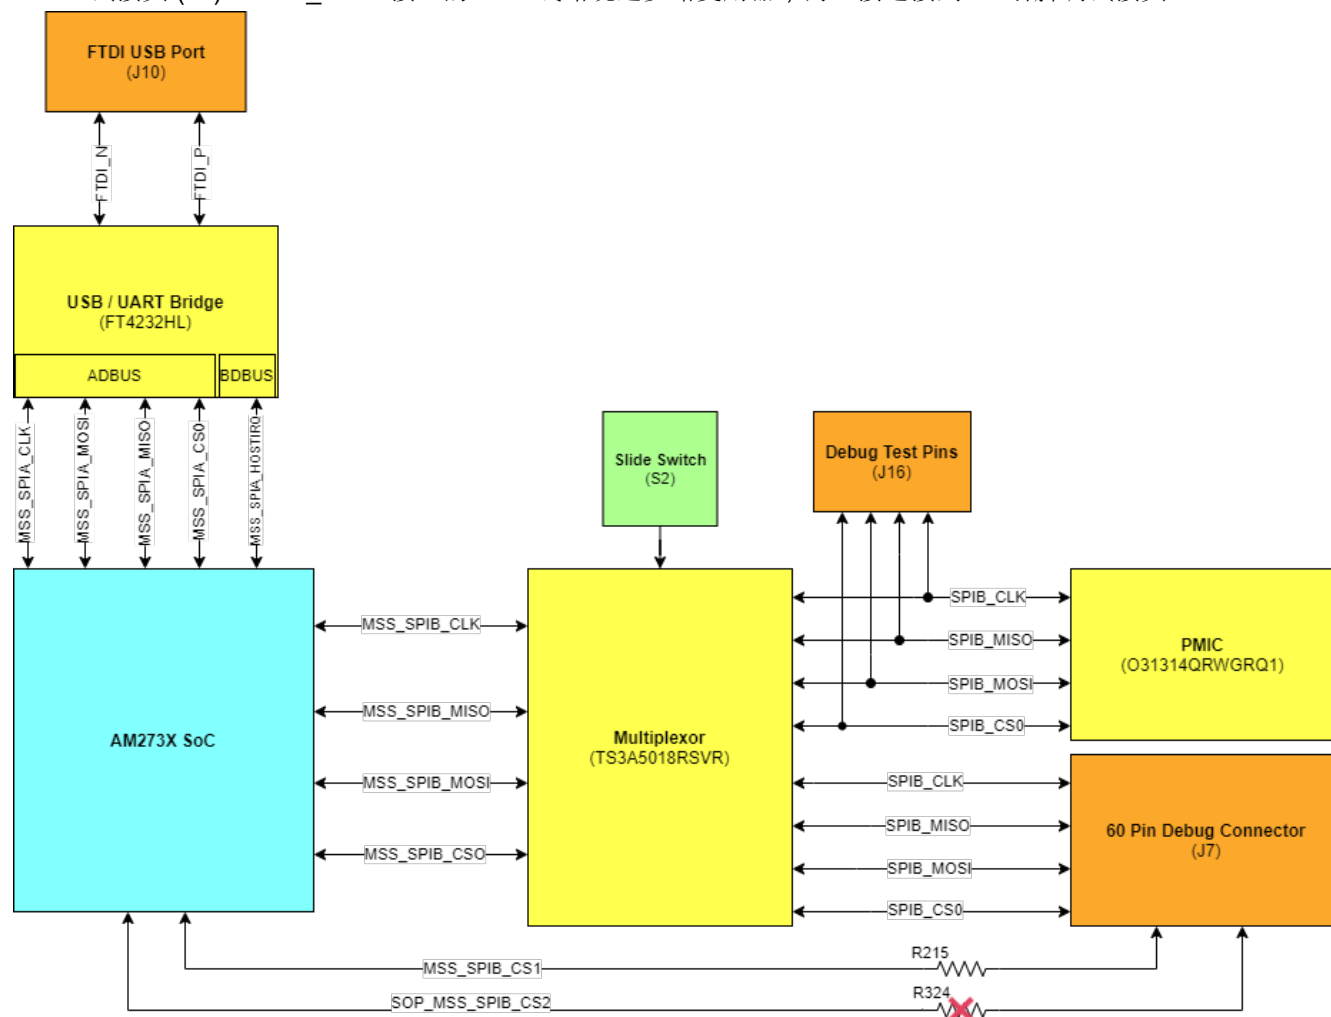 FTDI USB Port
(J10)
FTDI_N
FTDI_P
USB / UART Bridge
(FT4232HL)
ADBUS
BDBUS
MSS_SPIA_CLK
MSS_SPIA_MOSI
MSS_SPIA_MISO
MSS_SPIA_CS0
MSS_SPIA_HOSTIRQ
Slide Switch
(S2)
Debug Test Pins
(J16)
AM273X SoC
MSS_SPIB_CLK
MSS_SPIB_MISO
MSS_SPIB_MOSI
MSS_SPIB_CSO
Multiplexor
(TS3A5018RSVR)
SPIB_CLK
SPIB_MISO
SPIB_MOSI
SPIB_CS0
PMIC
(O31314QRWGRQ1)
SPIB_CLK
SPIB_MISO
SPIB_MOSI
SPIB_CS0
60 Pin Debug Connector
(J7)
R215
MSS_SPIB_CS1
R324
SOP_MSS_SPIB_CS2